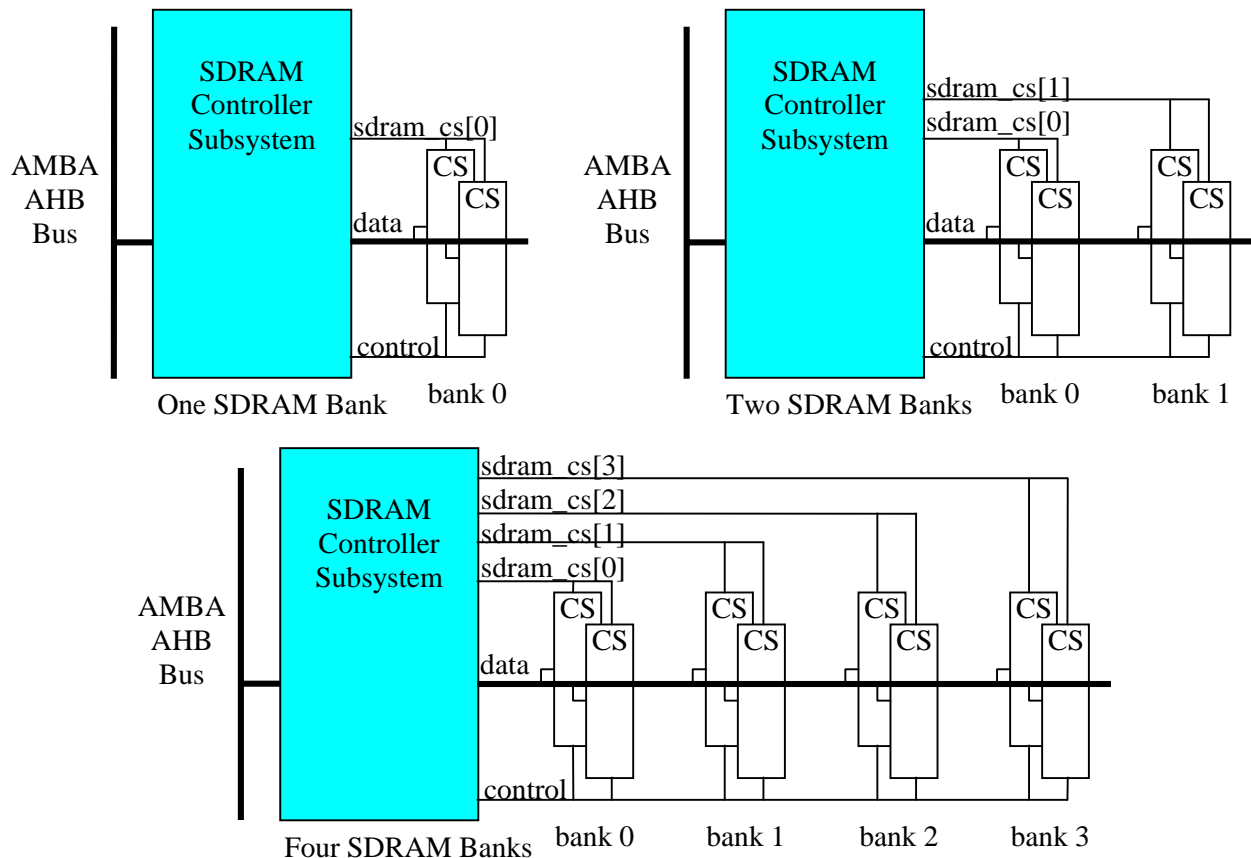 SDRAM
Controller
Subsystem
sdram_cs[0]
CS
CS
AMBA
AHB
Bus
data
control
One SDRAM Bank
bank 0
SDRAM
Controller
Subsystem
sdram_cs[1]
sdram_cs[0]
CS
CS
CS
CS
AMBA
AHB
Bus
data
control
Two SDRAM Banks
bank 0
bank 1
SDRAM
Controller
Subsystem
sdram_cs[3]
sdram_cs[2]
sdram_cs[1]
sdram_cs[0]
CS
CS
CS
CS
CS
CS
CS
CS
AMBA
AHB
Bus
data
control
Four SDRAM Banks
bank 0
bank 1
bank 2
bank 3